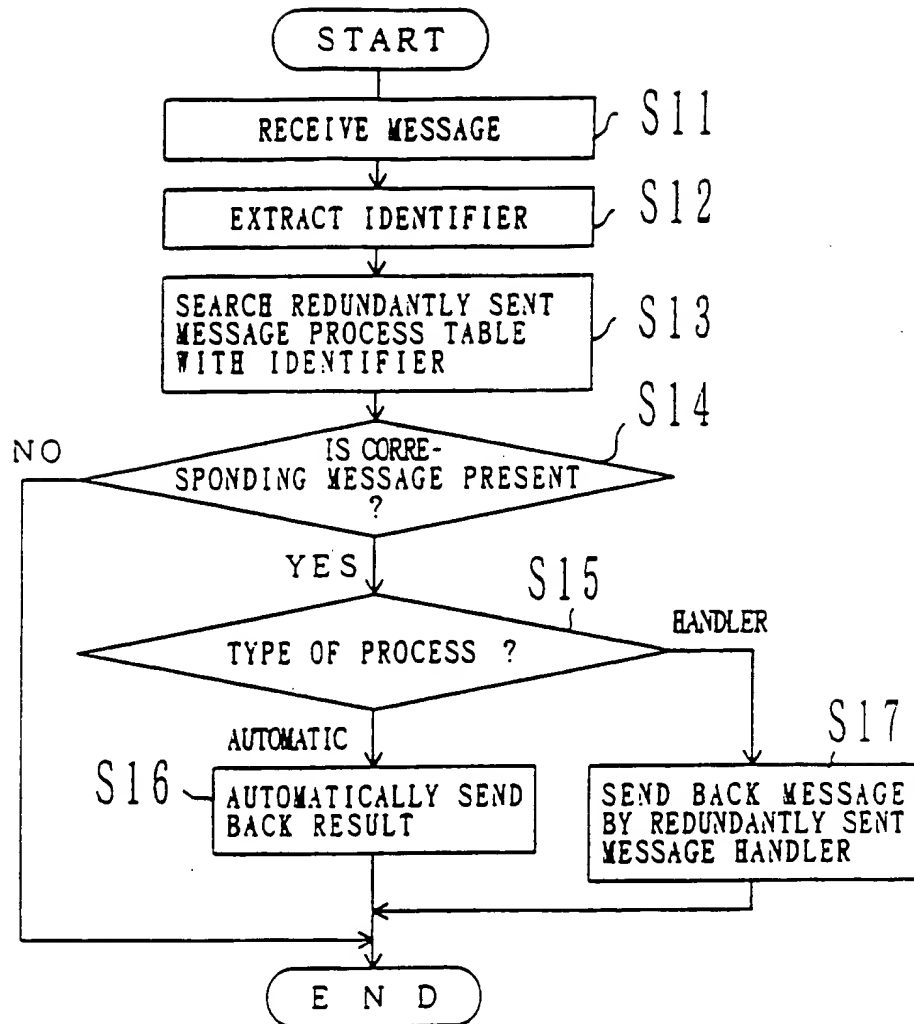 START
RECEIVE MESSAGE
S11
EXTRACT IDENTIFIER
S12
SEARCH REDUNDANTLY SENT
MESSAGE PROCESS TABLE
WITH IDENTIFIER
S13
S14
NO
IS CORRE-
SPONDING MESSAGE PRESENT
?
YES
S15
HANDLER
TYPE OF PROCESS ?
AUTOMATIC
S17
S16
AUTOMATICALLY SEND
BACK RESULT
SEND BACK MESSAGE
BY REDUNDANTLY SENT
MESSAGE HANDLER
END